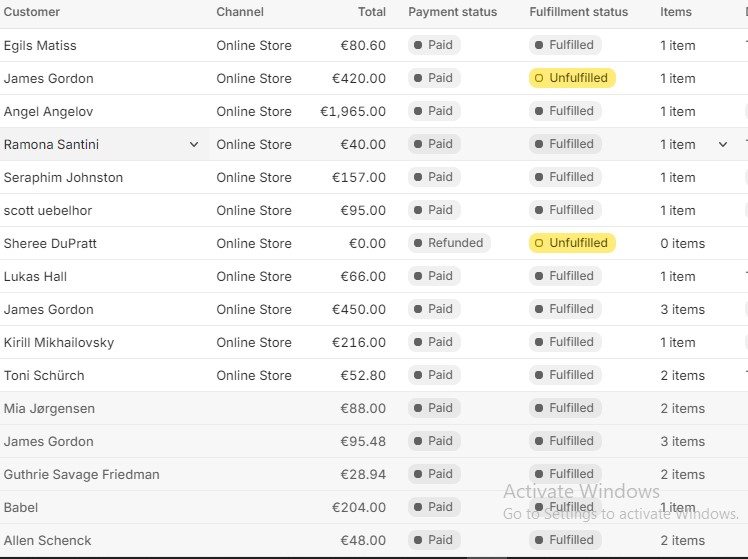 Customer Channel Total Payment status Fulfillment status Items
Egils Matiss Online Store €80.60 Paid Fulfilled 1 item
James Gordon Online Store €420.00 Paid Unfulfilled 1 item
Angel Angelov Online Store €1,965.00 Paid Fulfilled 1 item
Ramona Santini Online Store €40.00 Paid Fulfilled 1 item
Seraphim Johnston Online Store €157.00 Paid Fulfilled 1 item
scott uebelhor Online Store €95.00 Paid Fulfilled 1 item
Sheree DuPratt Online Store €0.00 Refunded Unfulfilled 0 items
Lukas Hall Online Store €66.00 Paid Fulfilled 1 item
James Gordon Online Store €450.00 Paid Fulfilled 3 items
Kirill Mikhailovsky Online Store €216.00 Paid Fulfilled 1 item
Toni Schürch Online Store €52.80 Paid Fulfilled 2 items
Mia Jørgensen €88.00 Paid Fulfilled 2 items
James Gordon €95.48 Paid Fulfilled 3 items
Guthrie Savage Friedman €28.94 Paid Fulfilled 2 items
Activate Windows
Babel €204.00 Paid Fulfilled 1 item
Go to Settings to activate Windows.
Allen Schenck €48.00 Paid Fulfilled 2 items